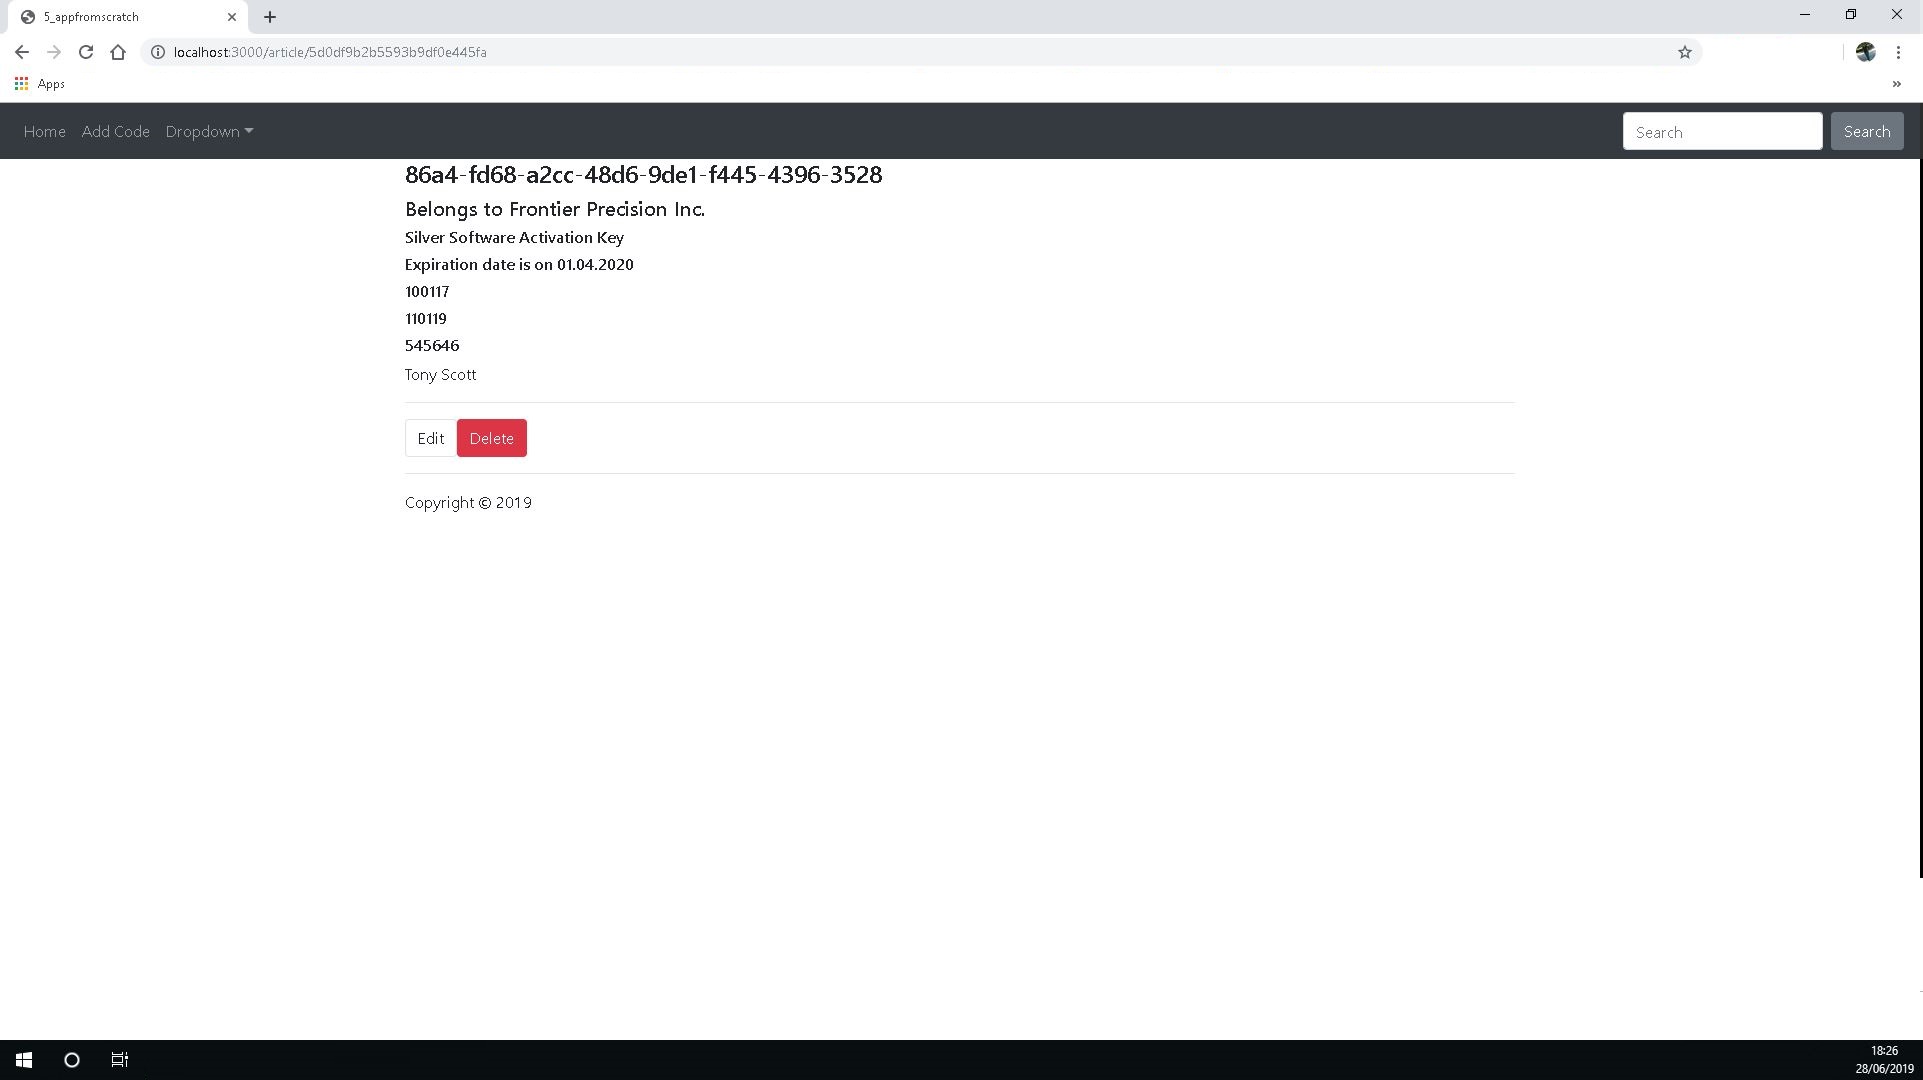 5_appfromscratch
localhost:3000/article/5d0df9b2b5593b9df0e445fa
Apps
Home Add Code Dropdown Search Search
86a4-fd68-a2cc-48d6-9de1-f445-4396-3528
Belongs to Frontier Precision Inc.
Silver Software Activation Key
Expiration date is on 01.04.2020
100117
110119
545646
Tony Scott
Edit Delete
Copyright © 2019
18:26
28/06/2019